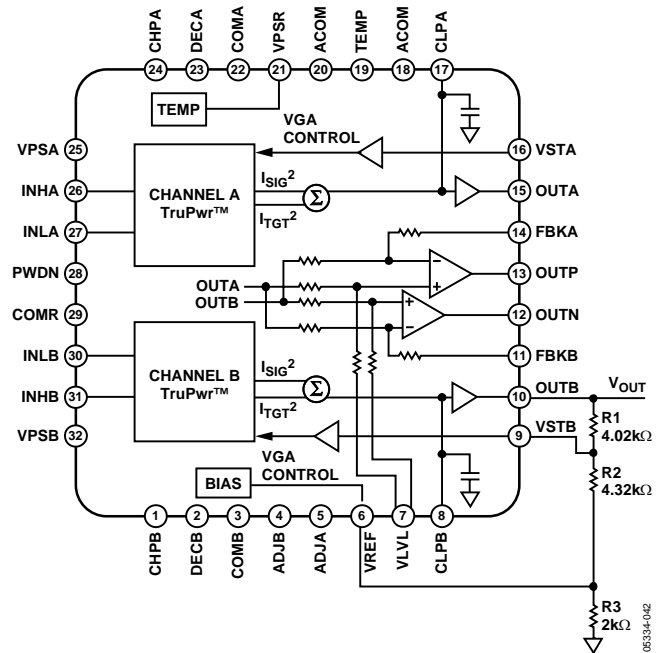 CHPA
DECA
COMA
VPSR
ACOM
TEMP
ACOM
CLPA
24
23
22
21
20
19
18
17
TEMP
VGA
CONTROL
VPSA 25
16 VSTA
INHA 26
CHANNEL A
TruPwr™
ISIG2
ITGT2
Σ
15 OUTA
INLA 27
14 FBKA
PWDN 28
OUTA
OUTB
−
+
13 OUTP
COMR 29
+
−
12 OUTN
INLB 30
11 FBKB
CHANNEL B
TruPwr™
ISIG2
ITGT2
Σ
INHB 31
10 OUTB
VOUT
VPSB 32
9 VSTB
R1
4.02kΩ
VGA
CONTROL
BIAS
R2
4.32kΩ
1
2
3
4
5
6
7
8
CHPB
DECB
COMB
ADJB
ADJA
VREF
VLVL
CLPB
R3
2kΩ
05334-042